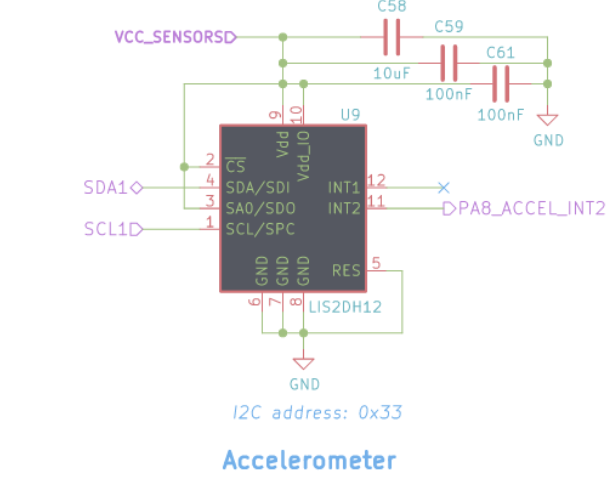 C58
VCC_SENSORS
C59
10uF
C61
100nF
100nF
GND
9
10
U9
Vdd
Vdd_IO
2
CS
SDA1
4
SDA/SDI
INT1
12
3
SA0/SDO
INT2
11
PA8_ACCEL_INT2
SCL1
1
SCL/SPC
GND
GND
GND
RES
5
6
7
8
LIS2DH12
GND
I2C address: 0x33
Accelerometer